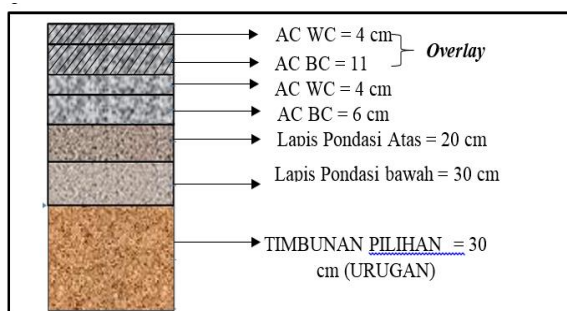 AC WC = 4 cm
Overlay
AC BC = 11
AC WC = 4 cm
AC BC = 6 cm
Lapis Pondasi Atas = 20 cm
Lapis Pondasi bawah = 30 cm
TIMBUNAN PILIHAN = 30
cm (URUGAN)